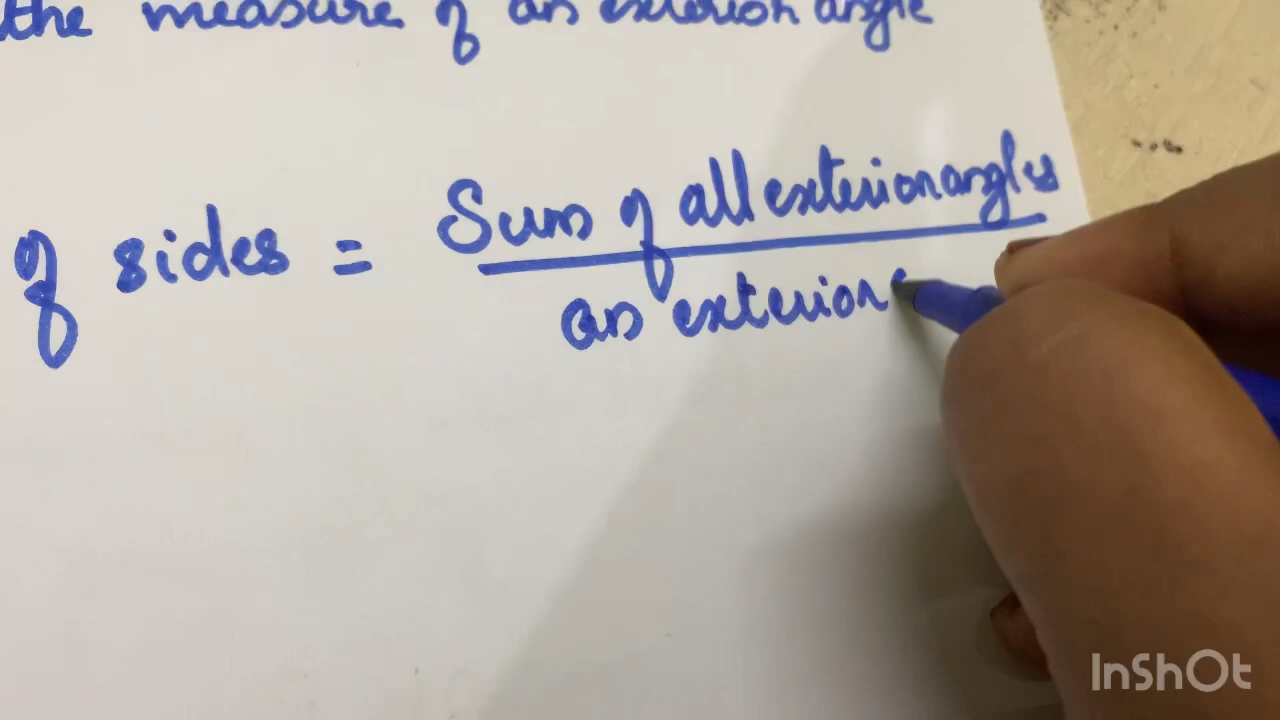 the measure of an exterior angle
of sides = Sum of all exterior angles
an exterior
InShOt